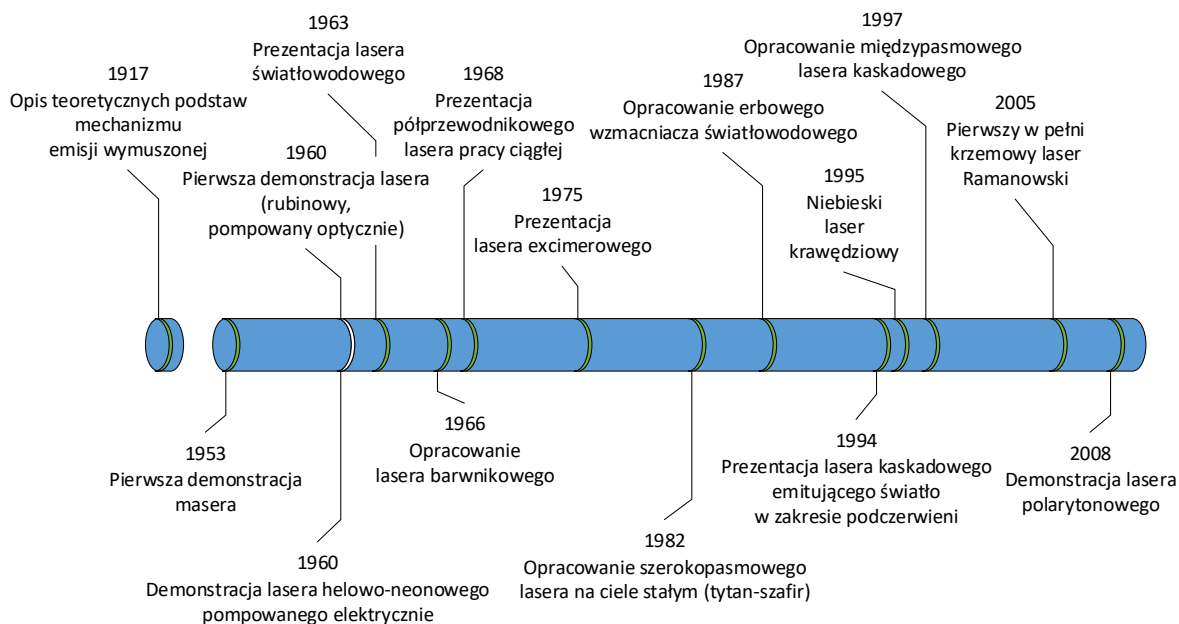 1917
Opis teoretycznych podstaw
mechanizmu
emisji wymuszonej
1963
Prezentacja lasera
światłowodowego
1960
Pierwsza demonstracja lasera
(rubinowy,
pompowany optycznie)
1968
Prezentacja
półprzewodnikowego
lasera pracy ciągłej
1975
Prezentacja
lasera excimerowego
1987
Opracowanie erbowego
wzmacniacza światłowodowego
1997
Opracowanie międzypasmowego
lasera kaskadowego
1995
Niebieski
laser
krawędziowy
2005
Pierwszy w pełni
krzemowy laser
Ramanowski
1953
Pierwsza demonstracja
masera
1960
Demonstracja lasera helowo-neonowego
pompowanego elektrycznie
1966
Opracowanie
lasera barwnikowego
1982
Opracowanie szerokopasmowego
lasera na ciele stałym (tytan-szafir)
1994
Prezentacja lasera kaskadowego
emitującego światło
w zakresie podczerwieni
2008
Demonstracja lasera
polarytonowego